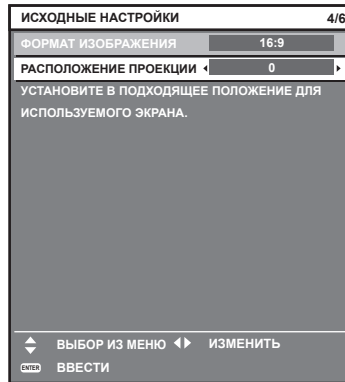 ИСХОДНЫЕ НАСТРОЙКИ 4/6
ФОРМАТ ИЗОБРАЖЕНИЯ 16:9
РАСПОЛОЖЕНИЕ ПРОЕКЦИИ 0
УСТАНОВИТЕ В ПОДХОДЯЩЕЕ ПОЛОЖЕНИЕ ДЛЯ
ИСПОЛЬЗУЕМОГО ЭКРАНА.
ВЫБОР ИЗ МЕНЮ ИЗМЕНИТЬ
ENTER ВВЕСТИ